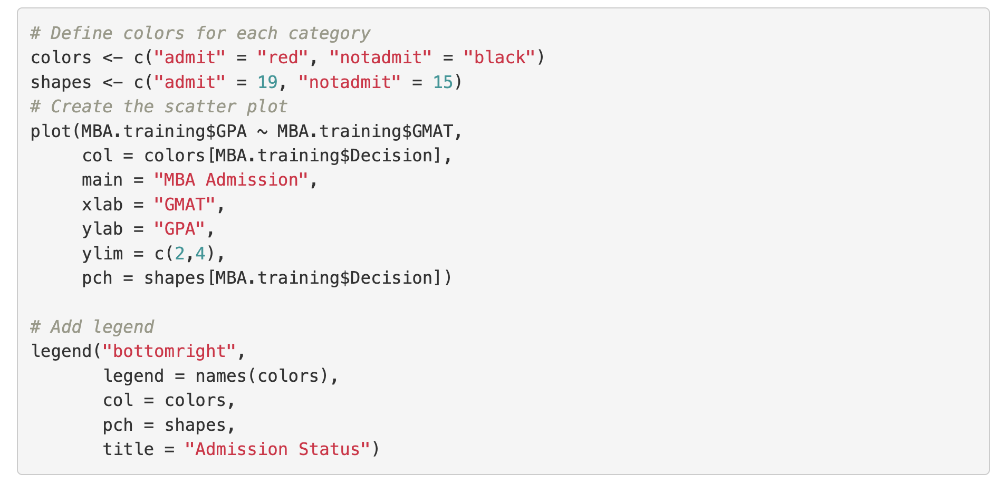 # Define colors for each category
colors <- c("admit" = "red", "notadmit" = "black")
shapes <- c("admit" = 19, "notadmit" = 15)
# Create the scatter plot
plot(MBA.training$GPA ~ MBA.training$GMAT,
     col = colors[MBA.training$Decision],
     main = "MBA Admission",
     xlab = "GMAT",
     ylab = "GPA",
     ylim = c(2,4),
     pch = shapes[MBA.training$Decision])

# Add legend
legend("bottomright",
       legend = names(colors),
       col = colors,
       pch = shapes,
       title = "Admission Status")